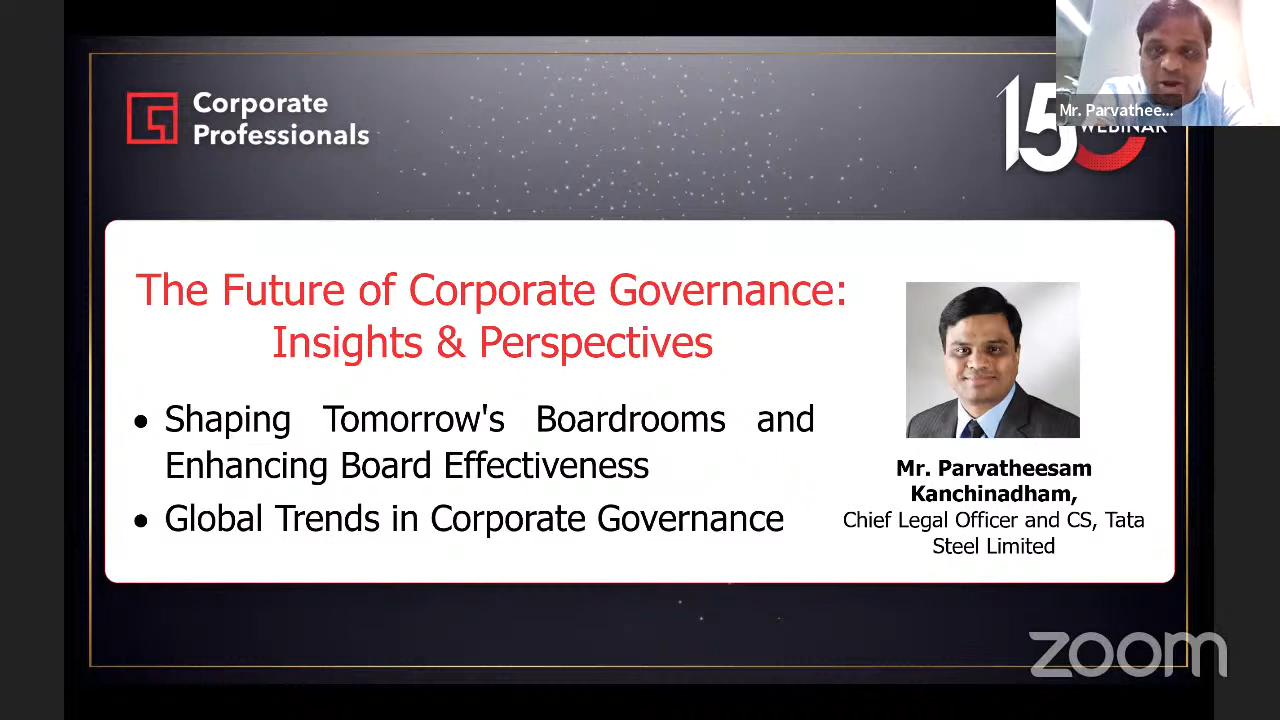 Corporate
Professionals
150
WEBINAR
Mr. Parvathee...
The Future of Corporate Governance:
Insights & Perspectives
• Shaping Tomorrow's Boardrooms and
Enhancing Board Effectiveness
• Global Trends in Corporate Governance
Mr. Parvatheesam
Kanchinadham,
Chief Legal Officer and CS, Tata
Steel Limited
zoom